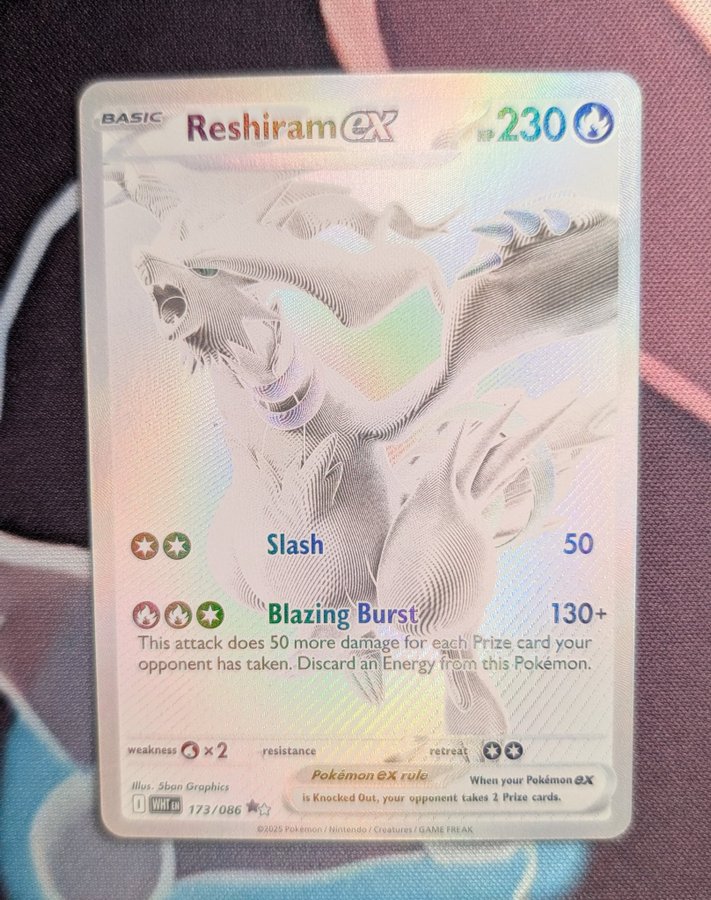 BASIC Reshiram ex HP 230
Slash 50
Blazing Burst 130+
This attack does 50 more damage for each Prize card your
opponent has taken. Discard an Energy from this Pokémon.
weakness ×2 resistance retreat
Pokémon ex rule When your Pokémon ex
is Knocked Out, your opponent takes 2 Prize cards.
Illus. 5ban Graphics
I WHT EN 173/086
©2025 Pokémon / Nintendo / Creatures / GAME FREAK